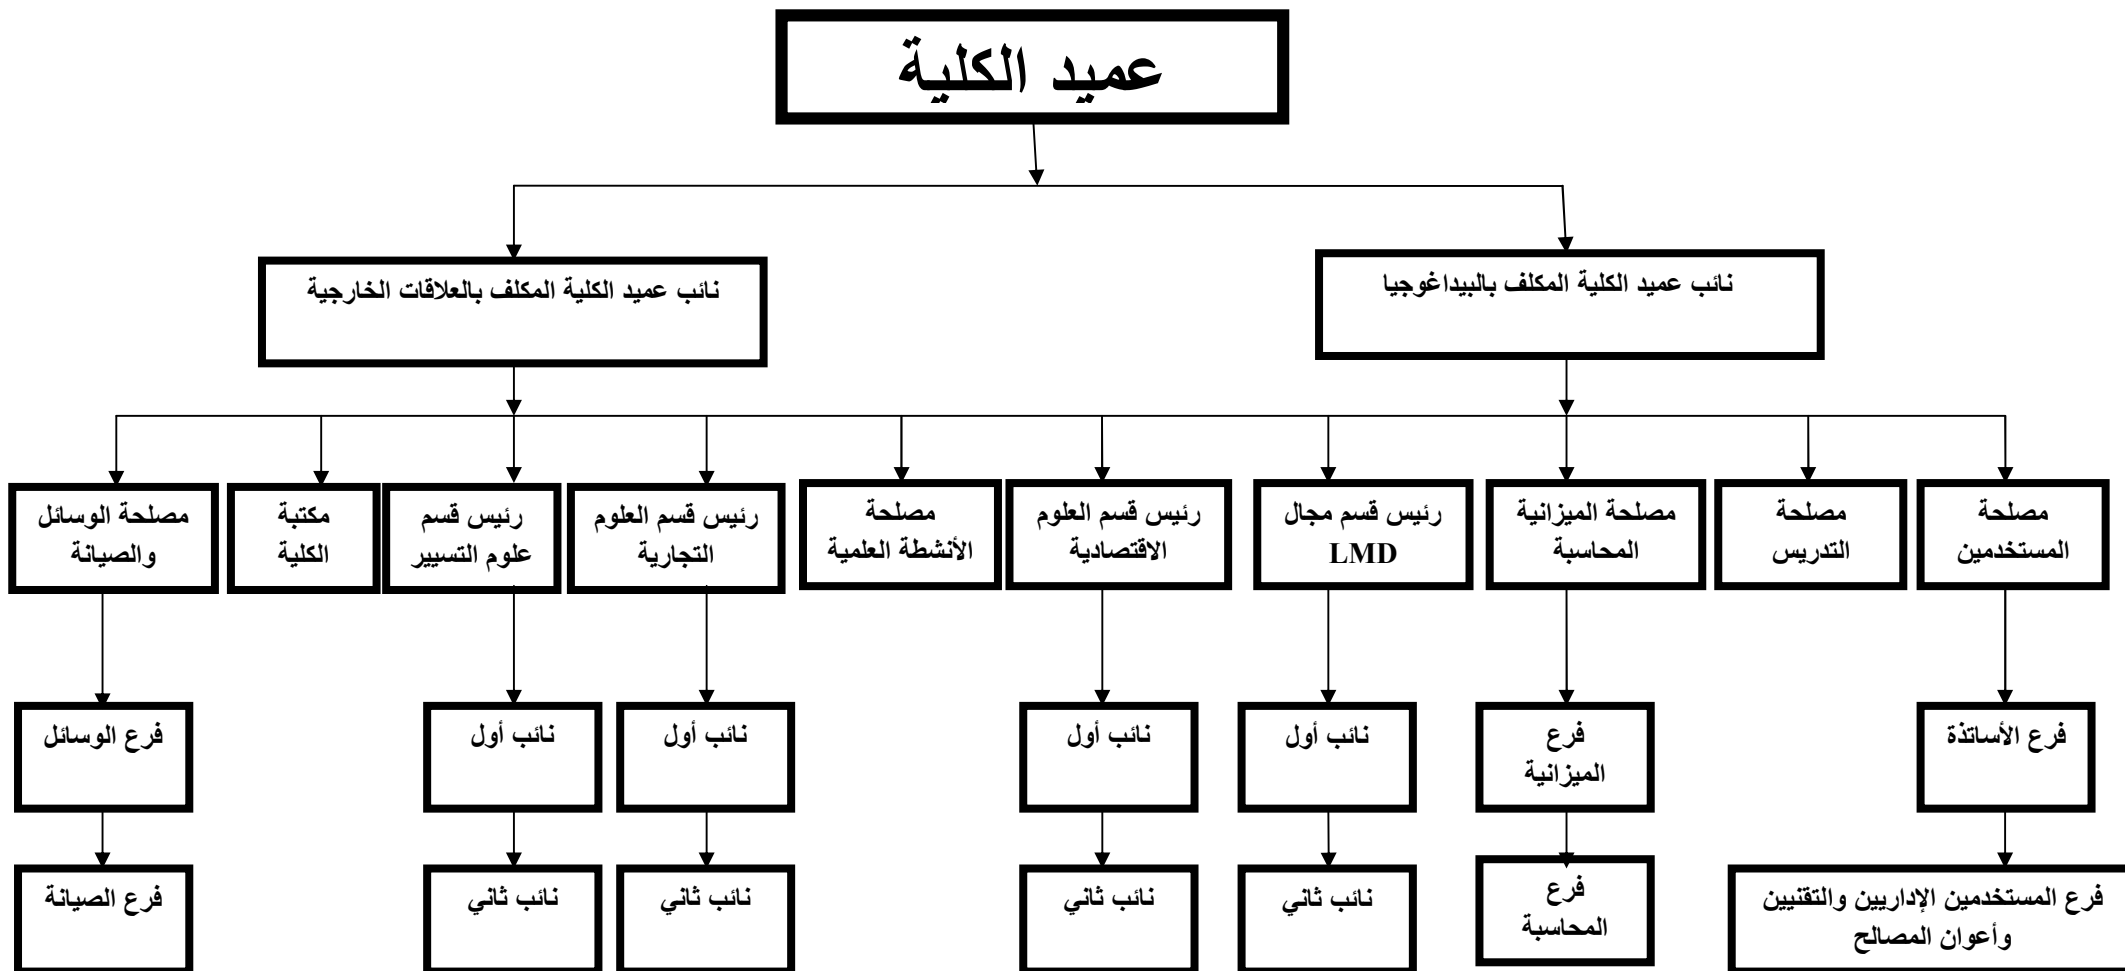 عميد الكلية
نائب عميد الكلية المكلف بالبيداغوجيا
نائب عميد الكلية المكلف بالعلاقات الخارجية
مصلحة
المستخدمين
مصلحة
التدريس
مصلحة الميزانية
المحاسبة
رئيس قسم مجال
LMD
رئيس قسم العلوم
الاقتصادية
مصلحة
الأنشطة العلمية
رئيس قسم العلوم
التجارية
رئيس قسم
علوم التسيير
مكتبة
الكلية
مصلحة الوسائل
والصيانة
فرع الأساتذة
فرع
الميزانية
نائب أول
نائب أول
نائب أول
نائب أول
فرع الوسائل
فرع المستخدمين الإداريين والتقنيين
وأعوان المصالح
فرع
المحاسبة
نائب ثاني
نائب ثاني
نائب ثاني
نائب ثاني
فرع الصيانة